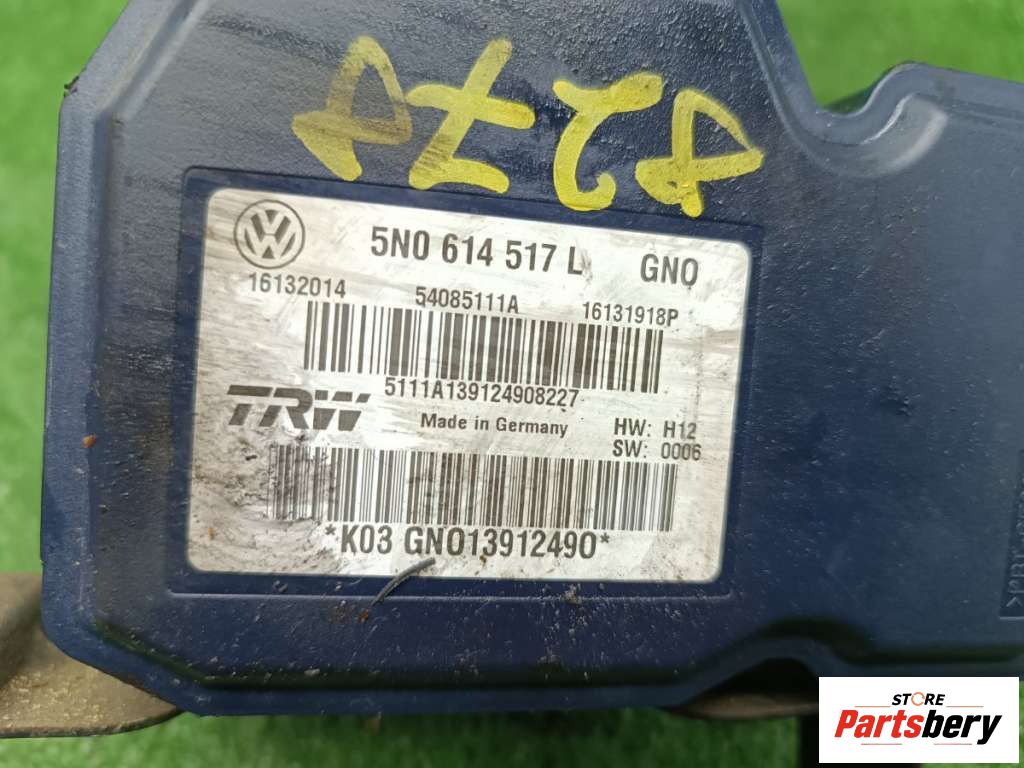 5N0 614 517 L GNO
16132014 54085111A 16131918P
5111A139124908227
TRW Made in Germany HW: H12
SW: 0006
*K03 GNO13912490*
STORE
Partsbery